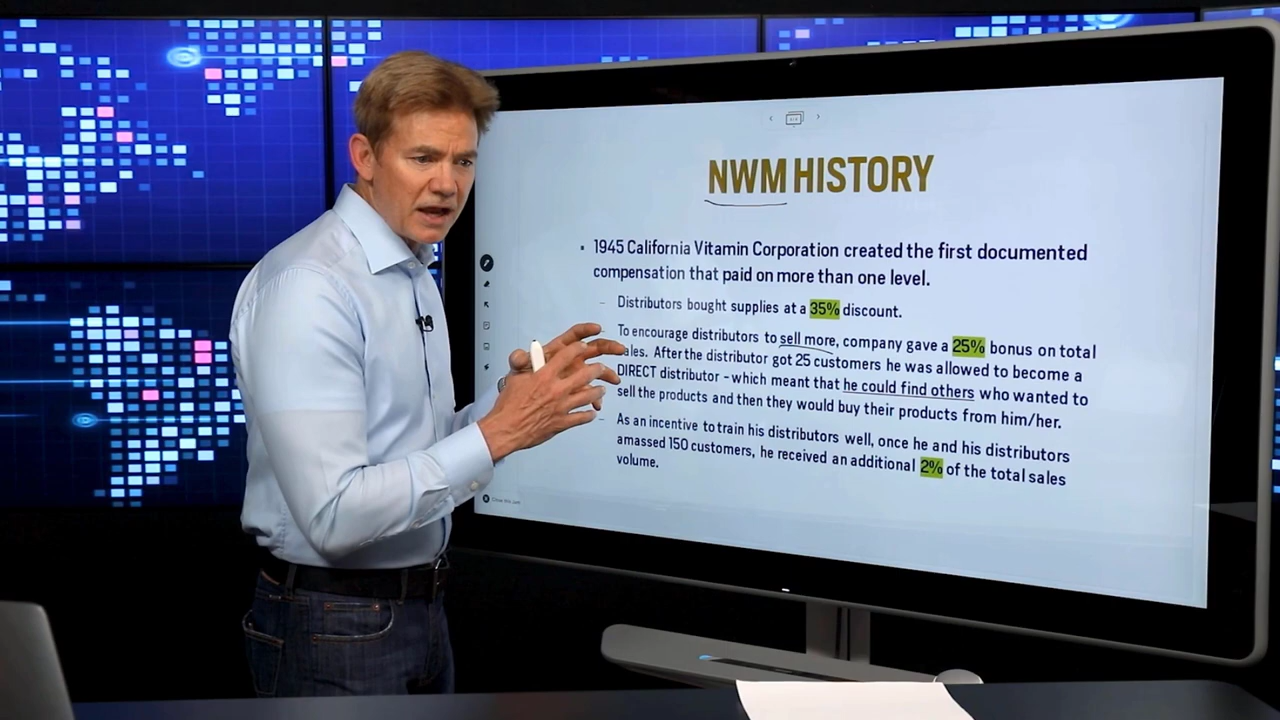 NWM HISTORY
1945 California Vitamin Corporation created the first documented
compensation that paid on more than one level.
Distributors bought supplies at a 35% discount.
To encourage distributors to sell more, company gave a 25% bonus on total
ales. After the distributor got 25 customers he was allowed to become a
DIRECT distributor – which meant that he could find others who wanted to
sell the products and then they would buy their products from him/her.
As an incentive to train his distributors well, once he and his distributors
amassed 150 customers, he received an additional 2% of the total sales
volume.